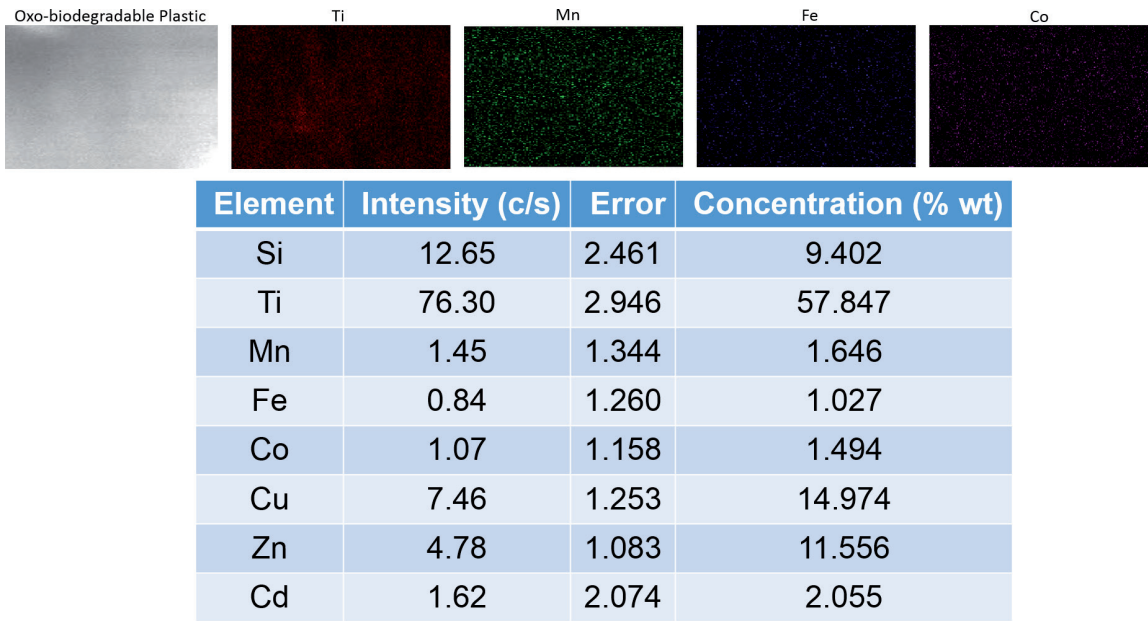 Oxo-biodegradable Plastic Ti Mn Fe Co
Element Intensity (c/s) Error Concentration (% wt)
Si 12.65 2.461 9.402
Ti 76.30 2.946 57.847
Mn 1.45 1.344 1.646
Fe 0.84 1.260 1.027
Co 1.07 1.158 1.494
Cu 7.46 1.253 14.974
Zn 4.78 1.083 11.556
Cd 1.62 2.074 2.055